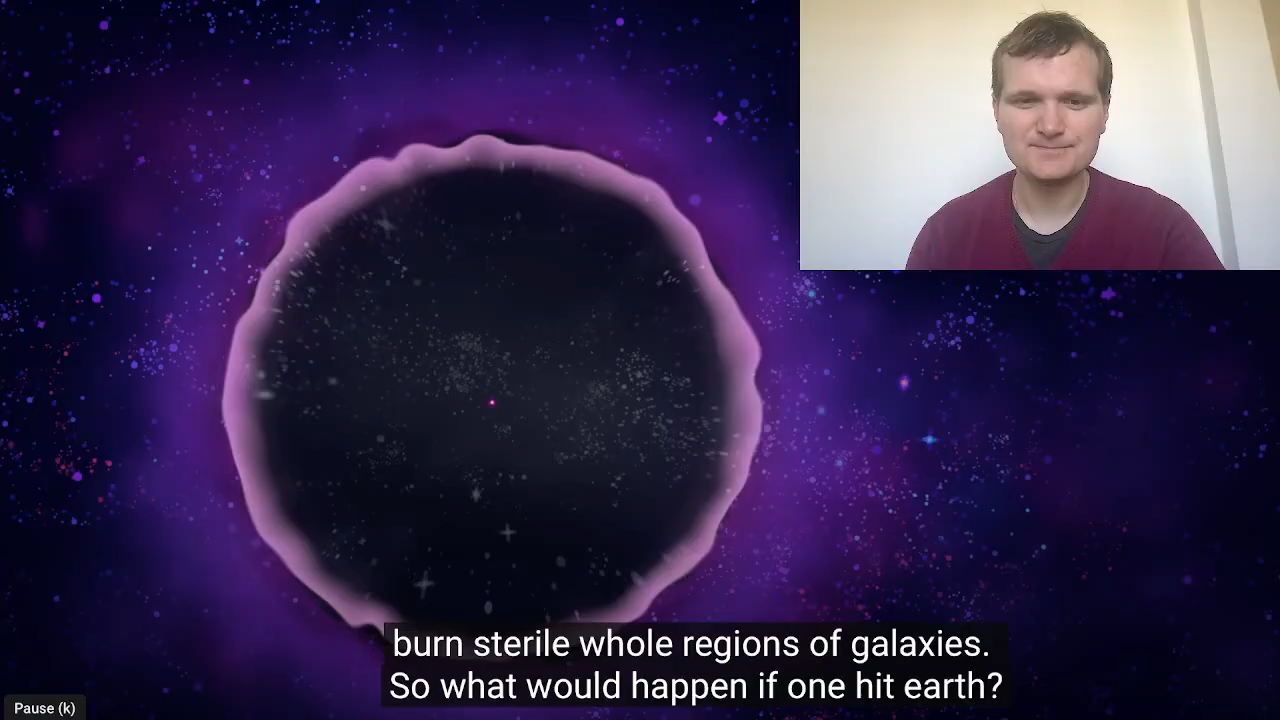 burn sterile whole regions of galaxies.
So what would happen if one hit earth?
Pause (k)